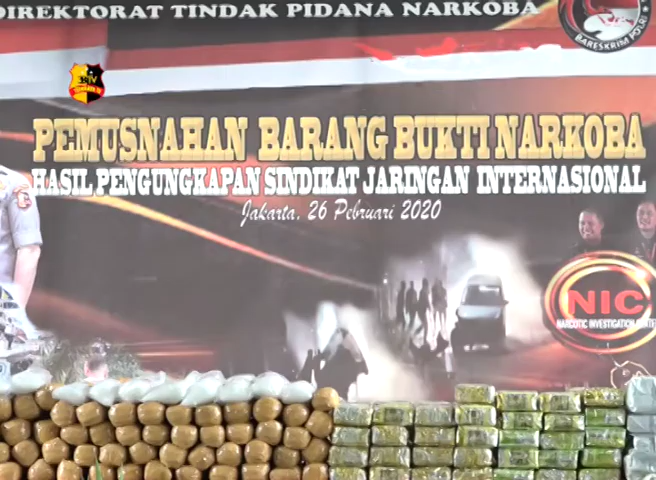 DIREKTORAT TINDAK PIDANA NARKOBA
BARESKRIM POLRI
PEMUSNAHAN BARANG BUKTI NARKOBA
HASIL PENGUNGKAPAN SINDIKAT JARINGAN INTERNASIONAL
Jakarta, 26 Pebruari 2020
NIC
NARCOTIC INVESTIGATION